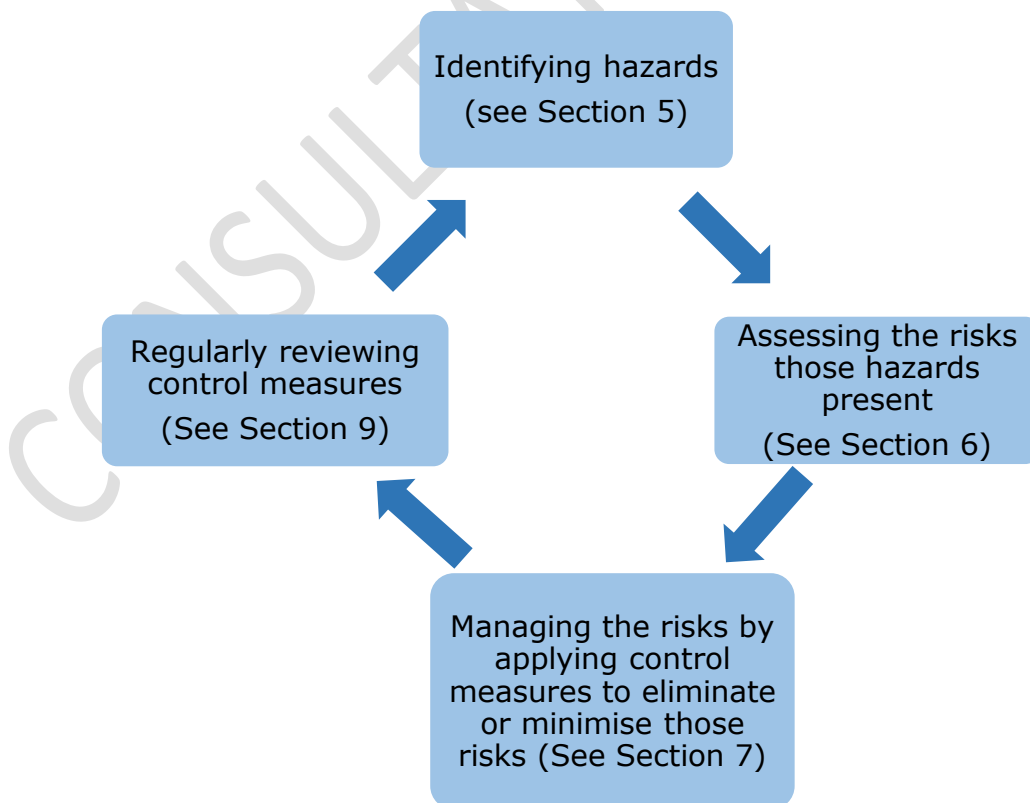 Identifying hazards
(see Section 5)
Assessing the risks
those hazards
present
(See Section 6)
Managing the risks by
applying control
measures to eliminate
or minimise those
risks (See Section 7)
Regularly reviewing
control measures
(See Section 9)